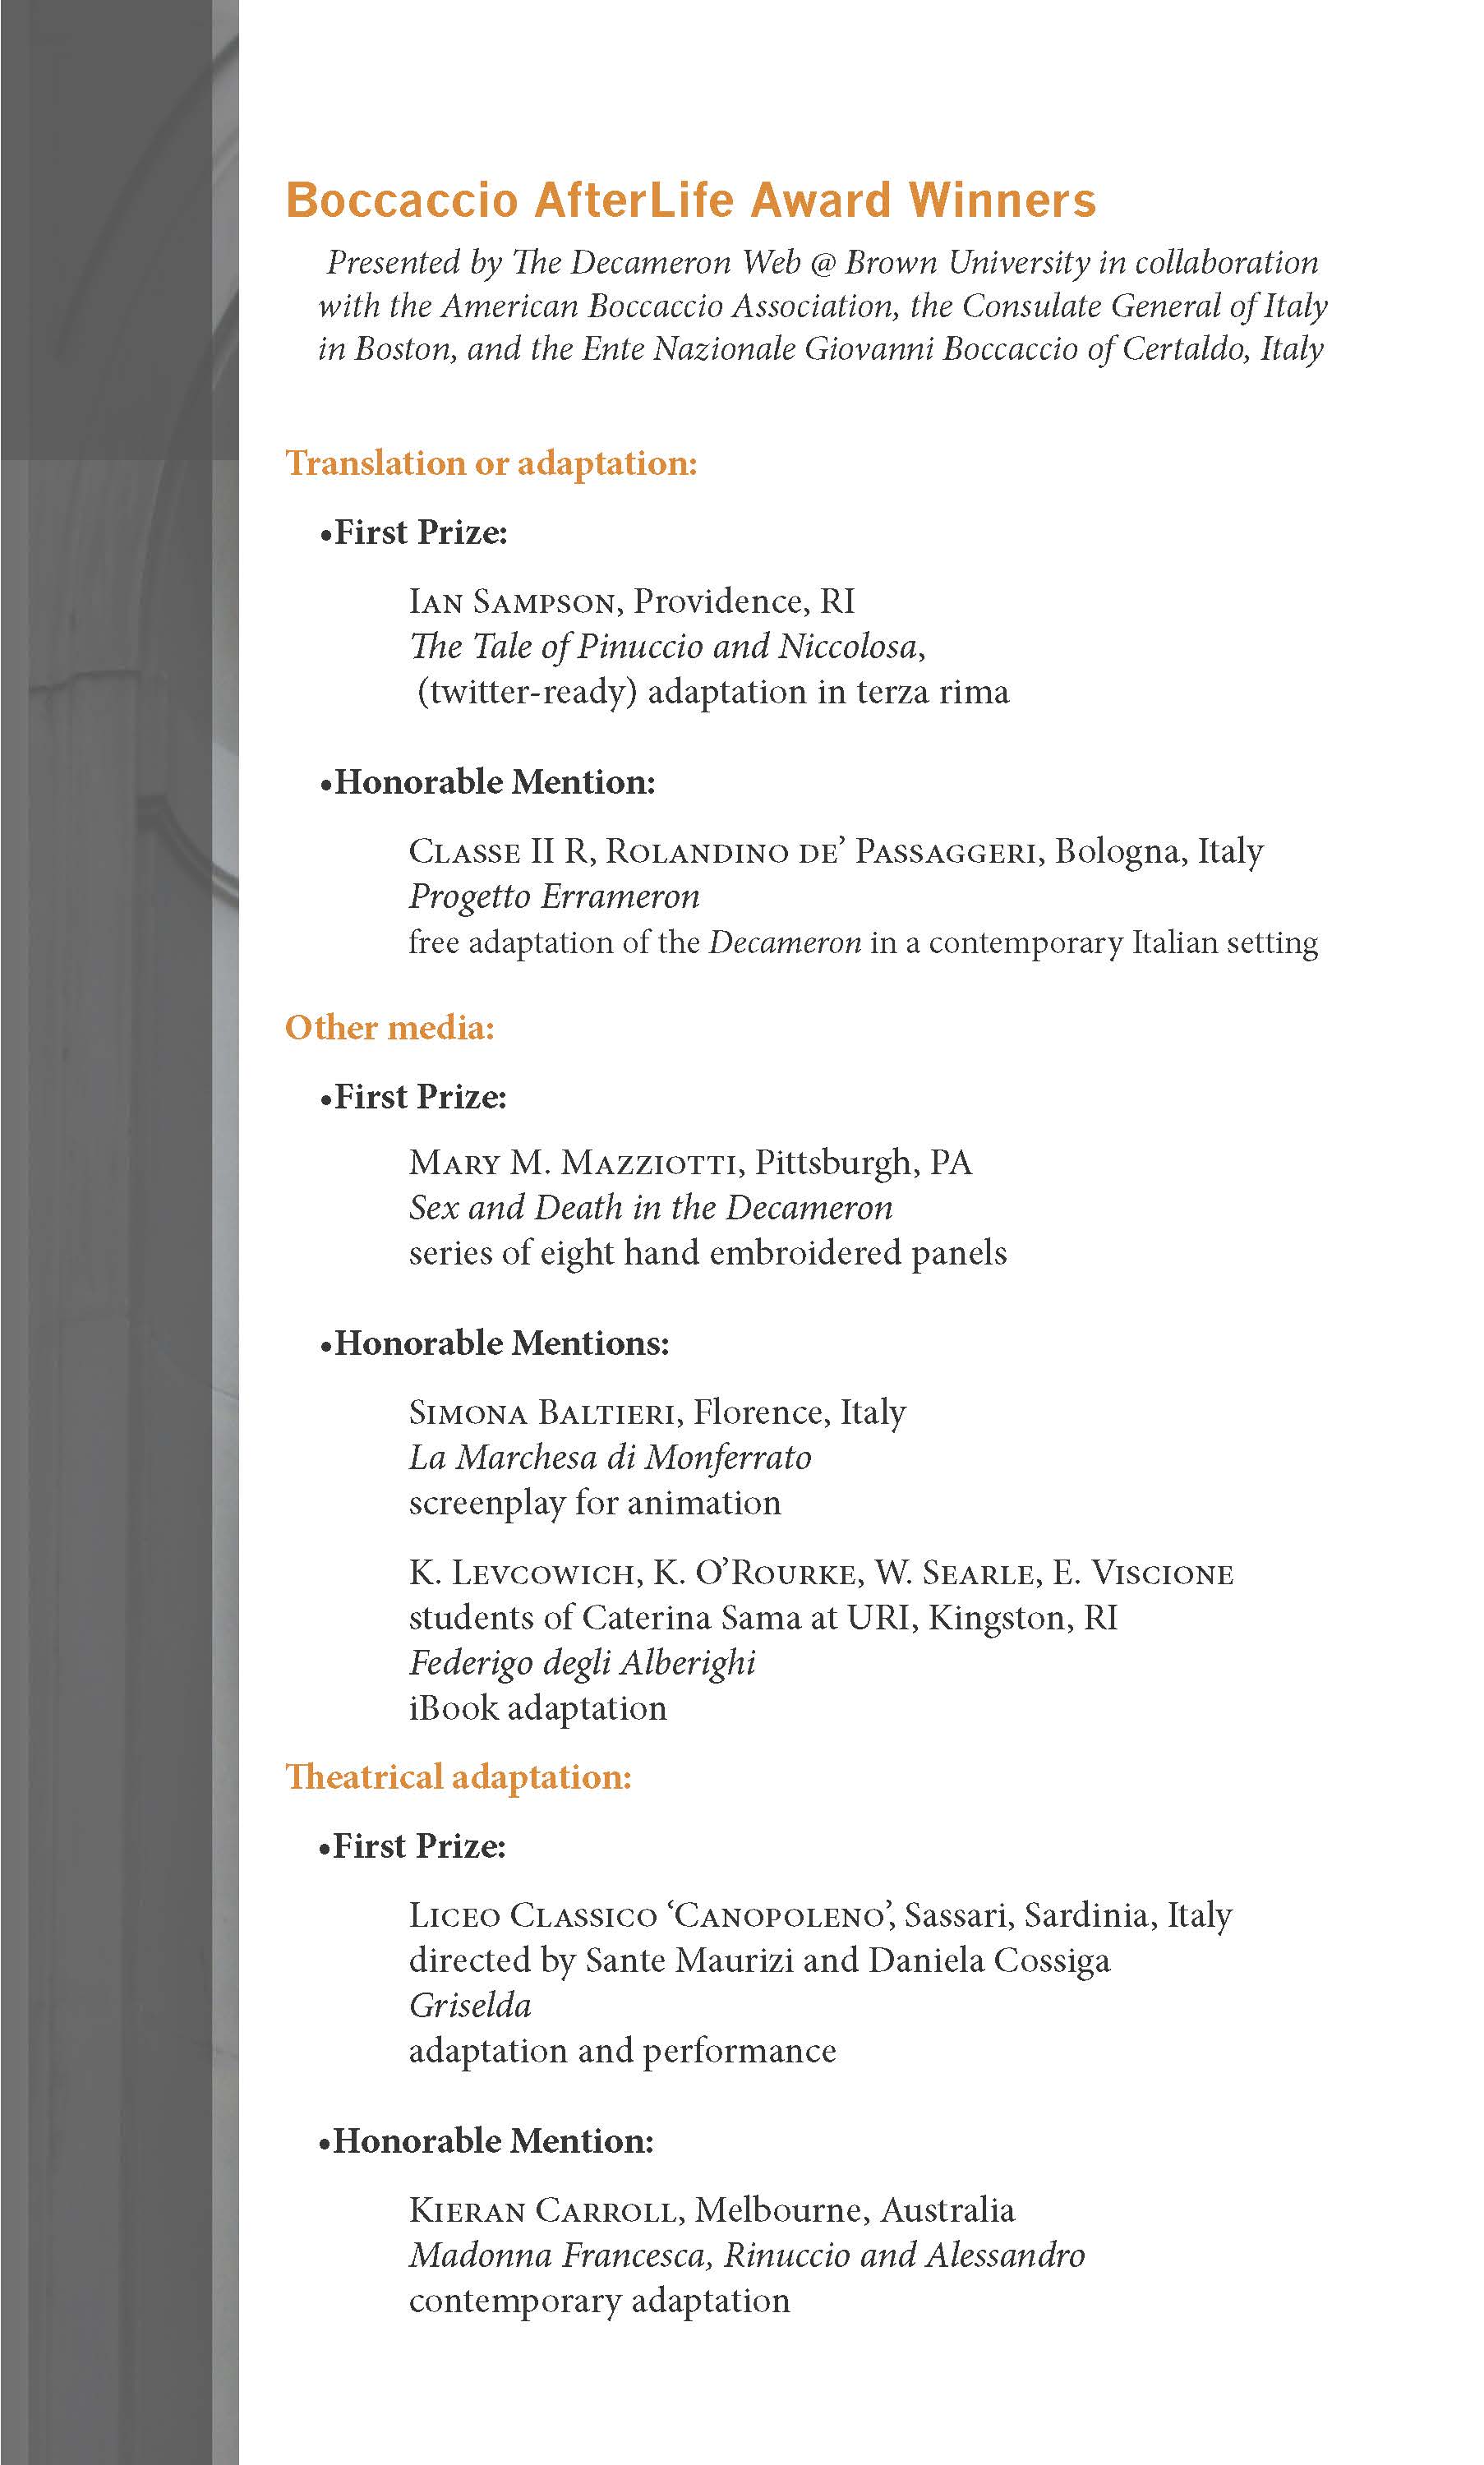 Boccaccio AfterLife Award Winners
Presented by The Decameron Web @ Brown University in collaboration
with the American Boccaccio Association, the Consulate General of Italy
in Boston, and the Ente Nazionale Giovanni Boccaccio of Certaldo, Italy
Translation or adaptation:
•First Prize:
Ian Sampson, Providence, RI
The Tale of Pinuccio and Niccolosa,
(twitter-ready) adaptation in terza rima
•Honorable Mention:
Classe II R, Rolandino de’ Passaggeri, Bologna, Italy
Progetto Errameron
free adaptation of the Decameron in a contemporary Italian setting
Other media:
•First Prize:
Mary M. Mazziotti, Pittsburgh, PA
Sex and Death in the Decameron
series of eight hand embroidered panels
•Honorable Mentions:
Simona Baltieri, Florence, Italy
La Marchesa di Monferrato
screenplay for animation
K. Levcowich, K. O’Rourke, W. Searle, E. Viscione
students of Caterina Sama at URI, Kingston, RI
Federigo degli Alberighi
iBook adaptation
Theatrical adaptation:
•First Prize:
Liceo Classico ‘Canopoleno’, Sassari, Sardinia, Italy
directed by Sante Maurizi and Daniela Cossiga
Griselda
adaptation and performance
•Honorable Mention:
Kieran Carroll, Melbourne, Australia
Madonna Francesca, Rinuccio and Alessandro
contemporary adaptation